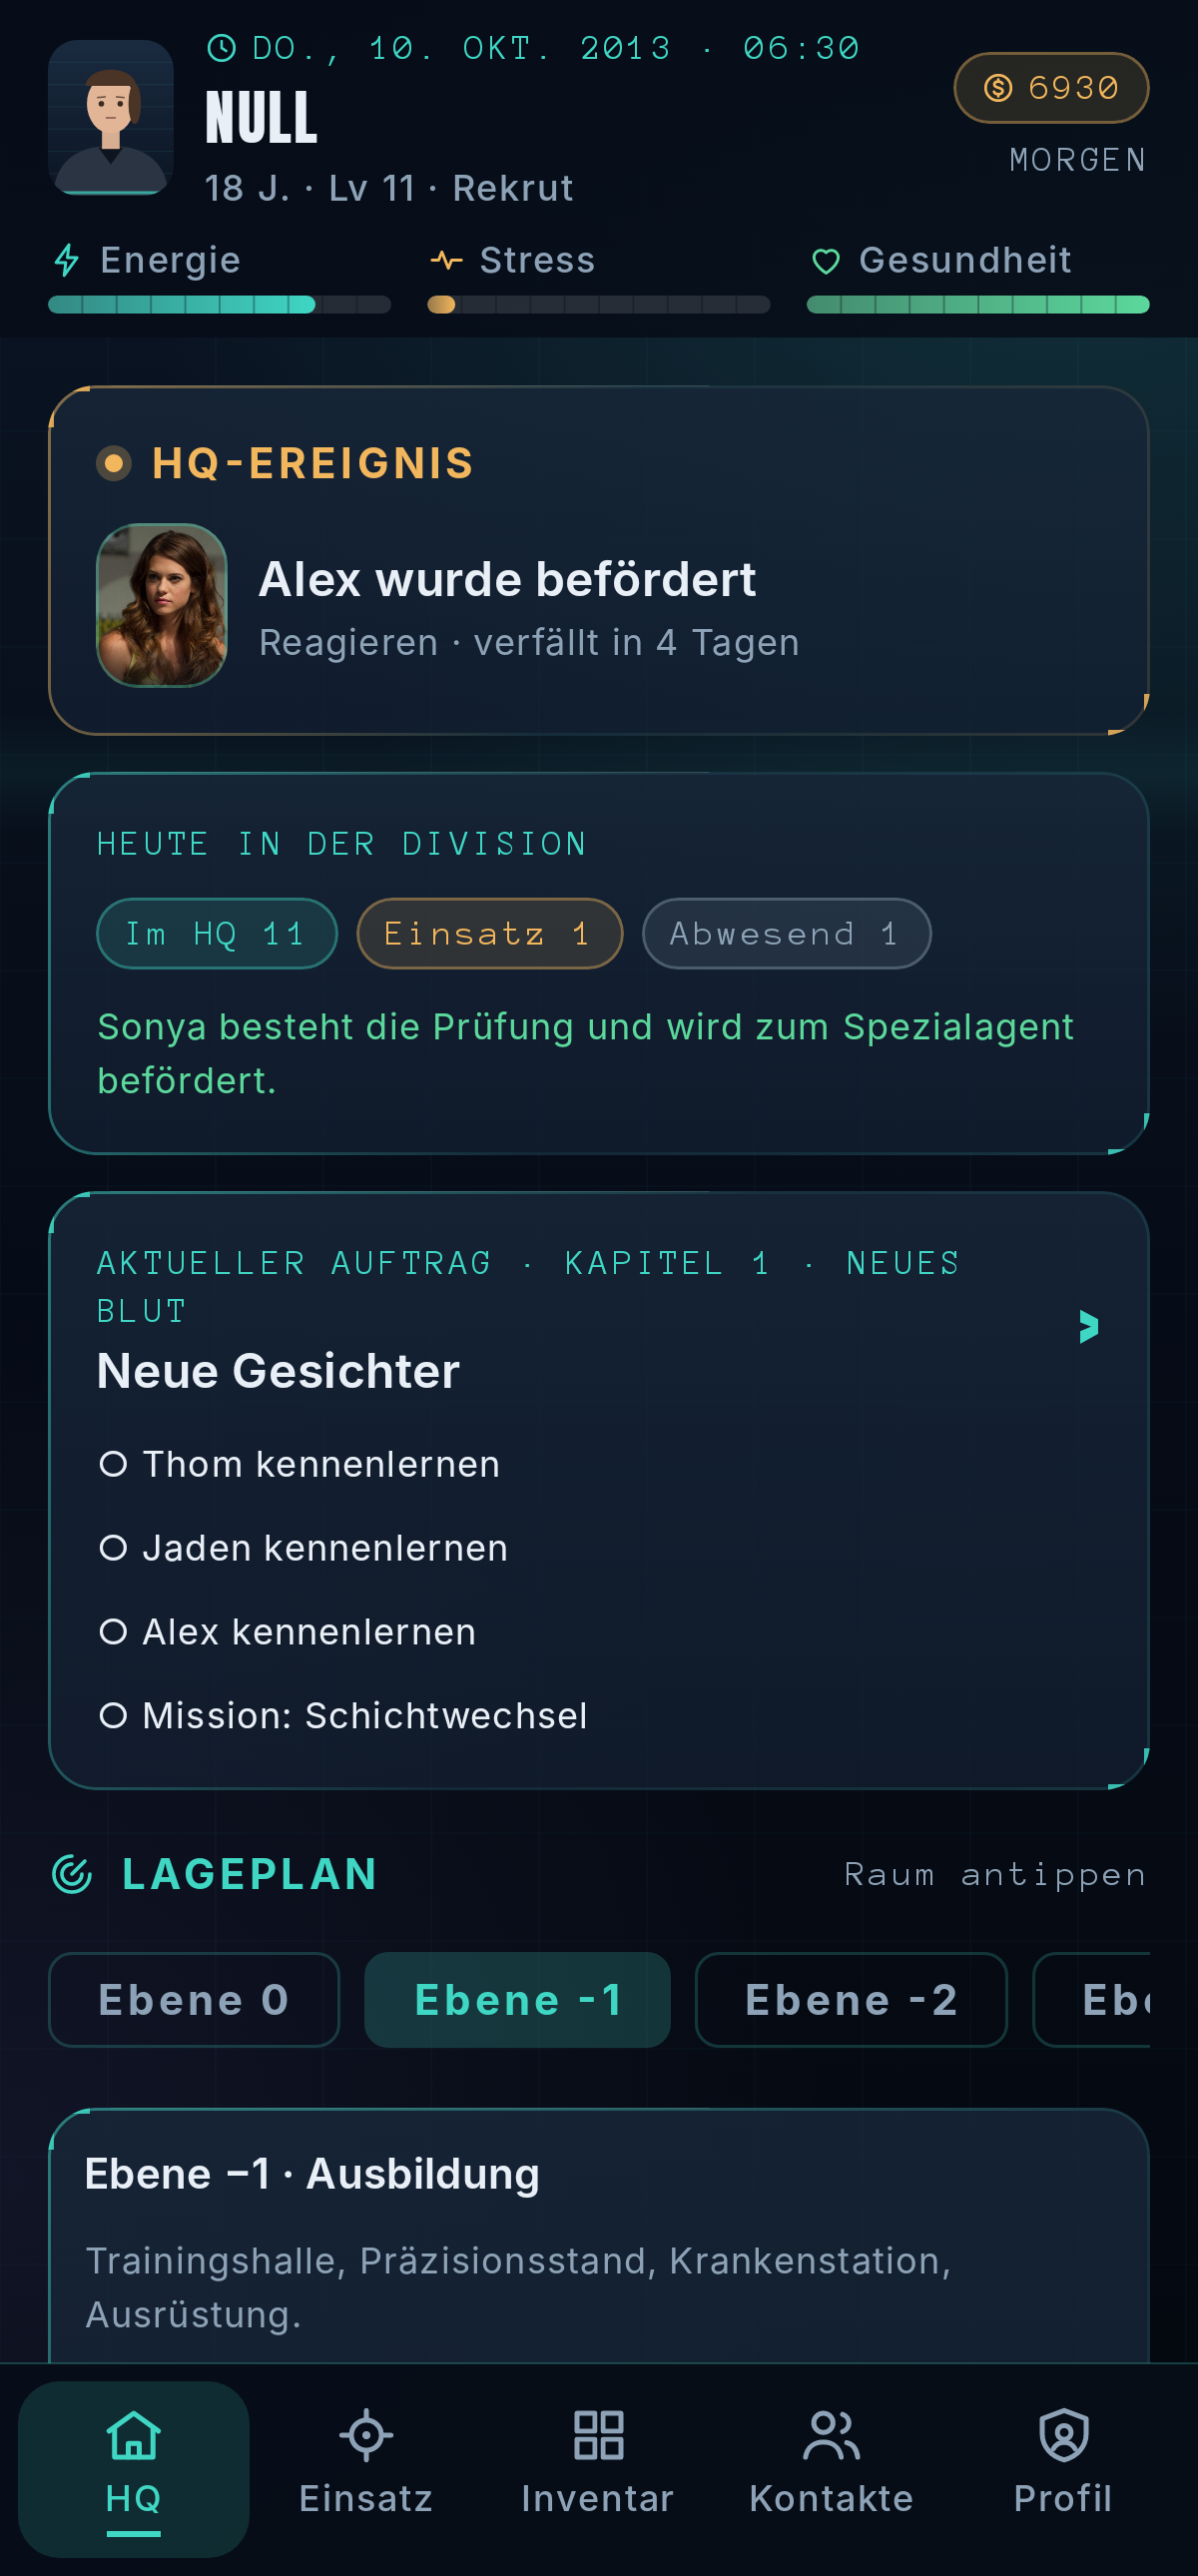 DO., 10. OKT. 2013 · 06:30
NULL
18 J. · Lv 11 · Rekrut
6930
MORGEN
Energie
Stress
Gesundheit
HQ-EREIGNIS
Alex wurde befördert
Reagieren · verfällt in 4 Tagen
HEUTE IN DER DIVISION
Im HQ 11
Einsatz 1
Abwesend 1
Sonya besteht die Prüfung und wird zum Spezialagent
befördert.
AKTUELLER AUFTRAG · KAPITEL 1 · NEUES
BLUT
Neue Gesichter
Thom kennenlernen
Jaden kennenlernen
Alex kennenlernen
Mission: Schichtwechsel
LAGEPLAN
Raum antippen
Ebene 0
Ebene -1
Ebene -2
Ebe
Ebene −1 · Ausbildung
Trainingshalle, Präzisionsstand, Krankenstation,
Ausrüstung.
HQ
Einsatz
Inventar
Kontakte
Profil